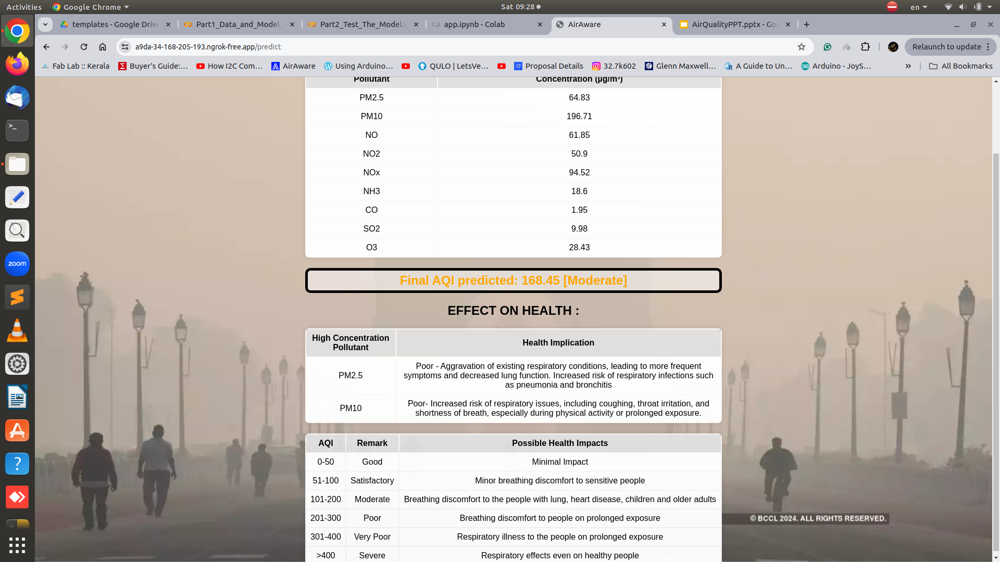 Activities
Google Chrome
Sat 09:28
en
templates - Google Drive
Part1_Data_and_Model_
Part2_Test_The_Model.i
app.ipynb - Colab
AirAware
AirQualityPPT.pptx - Goo
a9da-34-168-205-193.ngrok-free.app/predict
Relaunch to update
Fab Lab :: Kerala
Buyer's Guide:...
How I2C Com...
AirAware
Using Arduino...
QULO | LetsVe...
Proposal Details
32.7k602
Glenn Maxwell...
A Guide to Un...
Arduino - JoyS...
All Bookmarks
Pollutant Concentration (µg/m³)
PM2.5 64.83
PM10 196.71
NO 61.85
NO2 50.9
NOx 94.52
NH3 18.6
CO 1.95
SO2 9.98
O3 28.43
Final AQI predicted: 168.45 [Moderate]
EFFECT ON HEALTH :
High Concentration
Pollutant
Health Implication
PM2.5
Poor - Aggravation of existing respiratory conditions, leading to more frequent
symptoms and decreased lung function. Increased risk of respiratory infections such
as pneumonia and bronchitis
PM10
Poor- Increased risk of respiratory issues, including coughing, throat irritation, and
shortness of breath, especially during physical activity or prolonged exposure.
AQI Remark Possible Health Impacts
0-50 Good Minimal Impact
51-100 Satisfactory Minor breathing discomfort to sensitive people
101-200 Moderate Breathing discomfort to the people with lung, heart disease, children and older adults
201-300 Poor Breathing discomfort to people on prolonged exposure
301-400 Very Poor Respiratory illness to the people on prolonged exposure
>400 Severe Respiratory effects even on healthy people
© BCCL 2024. ALL RIGHTS RESERVED.
zoom